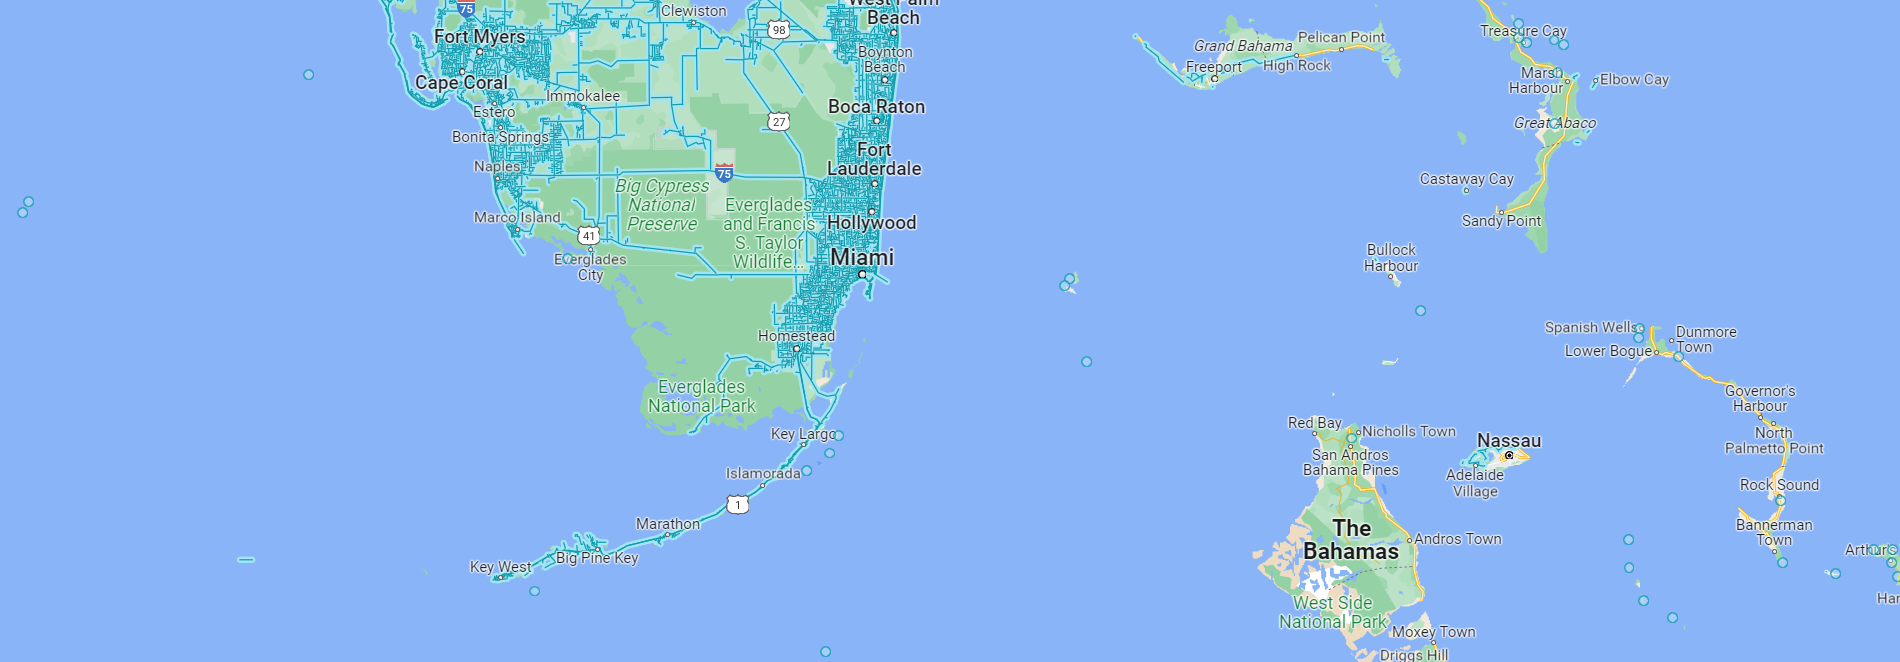 75
Clewiston
West Palm
Beach
98
Fort Myers
Boynton
Beach
Cape Coral
Immokalee
Estero
Boca Raton
27
Bonita Springs
Fort
Lauderdale
Naples
75
Big Cypress
National
Preserve
Everglades
and Francis
S. Taylor
Wildlife...
Marco Island
Hollywood
41
Everglades
City
Miami
Homestead
Everglades
National Park
Key Largo
Islamorada
1
Marathon
Big Pine Key
Key West
Grand Bahama
Pelican Point
Freeport
High Rock
Treasure Cay
Marsh
Harbour
Elbow Cay
Great Abaco
Castaway Cay
Sandy Point
Bullock
Harbour
Spanish Wells
Dunmore
Town
Lower Bogue
Governor's
Harbour
North
Palmetto Point
Red Bay
Nicholls Town
San Andros
Bahama Pines
Nassau
Adelaide
Village
Rock Sound
Bannerman
Town
The
Bahamas
Andros Town
Arthur's
West Side
National Park
Har
Moxey Town
Driggs Hill